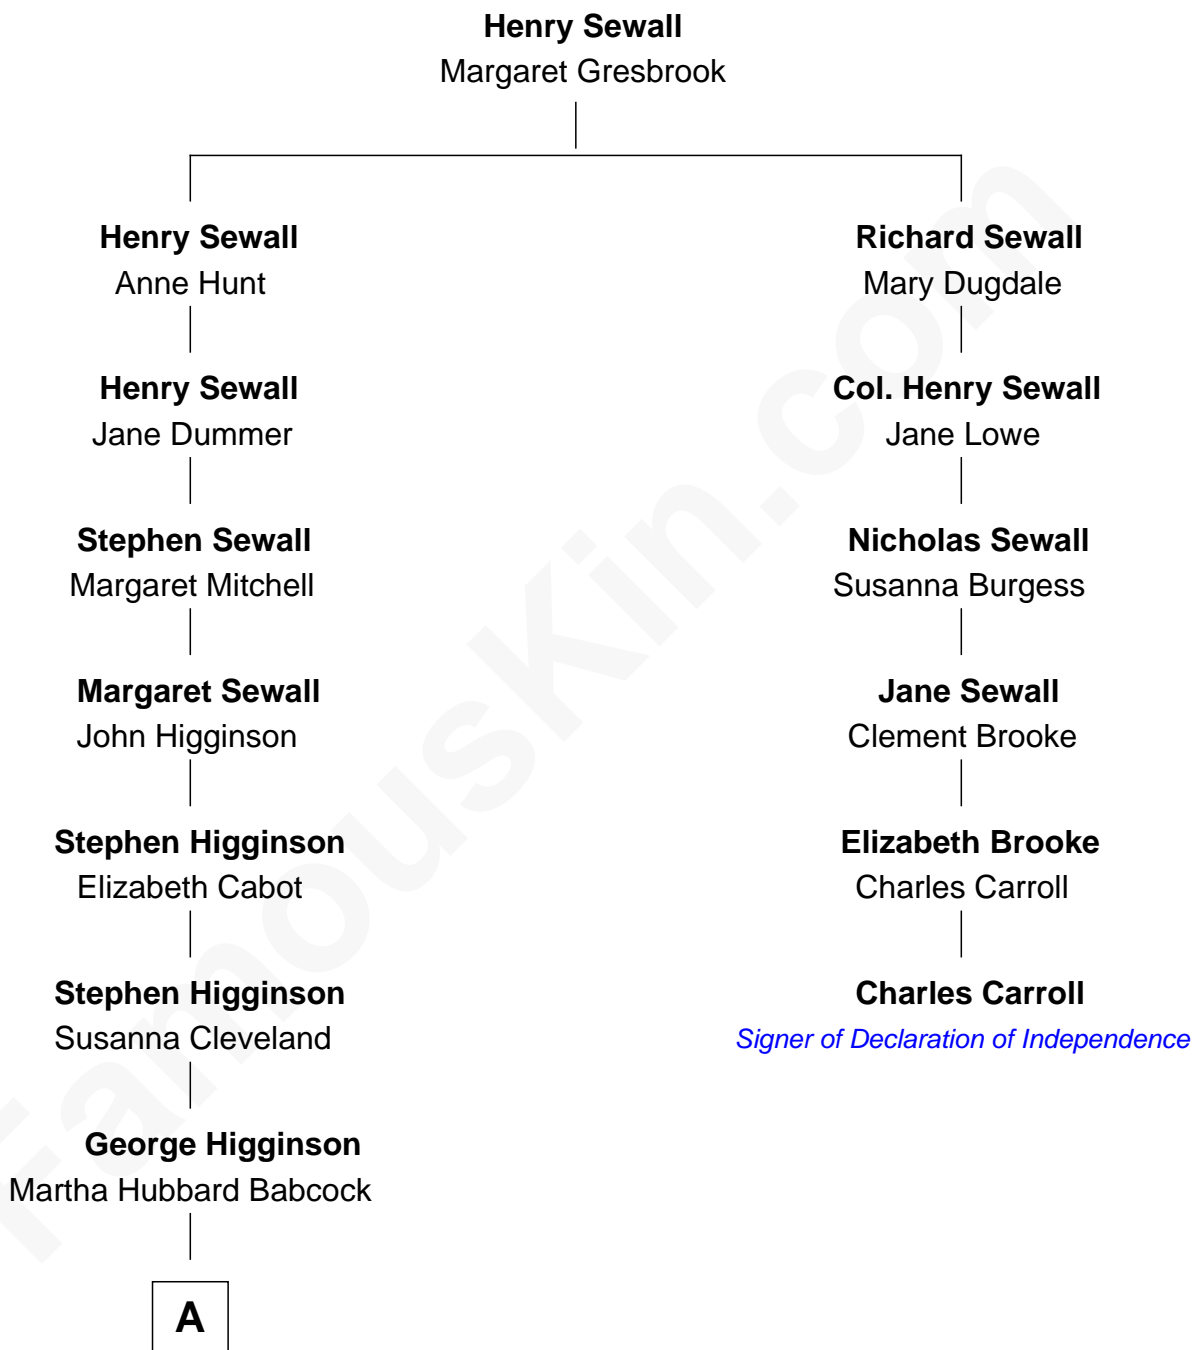 Henry Sewall
Margaret Gresbrook
Henry Sewall
Anne Hunt
Richard Sewall
Mary Dugdale
Henry Sewall
Jane Dummer
Col. Henry Sewall
Jane Lowe
Stephen Sewall
Margaret Mitchell
Nicholas Sewall
Susanna Burgess
Margaret Sewall
John Higginson
Jane Sewall
Clement Brooke
Stephen Higginson
Elizabeth Cabot
Elizabeth Brooke
Charles Carroll
Stephen Higginson
Susanna Cleveland
Charles Carroll
Signer of Declaration of Independence
George Higginson
Martha Hubbard Babcock
A
FamousKin.com